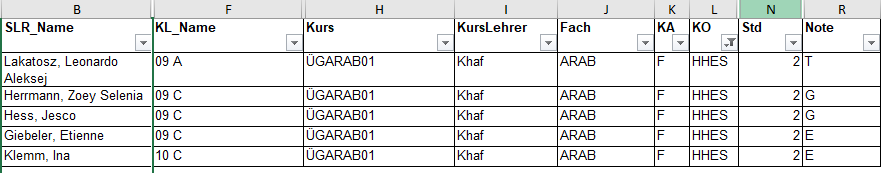 B F H I J K L N R
SLR_Name KL_Name Kurs KursLehrer Fach KA KO Std Note
Lakatosz, Leonardo Aleksej 09 A ÜGARAB01 Khaf ARAB F HHES 2 T
Herrmann, Zoey Selenia 09 C ÜGARAB01 Khaf ARAB F HHES 2 G
Hess, Jesco 09 C ÜGARAB01 Khaf ARAB F HHES 2 G
Giebeler, Etienne 09 C ÜGARAB01 Khaf ARAB F HHES 2 E
Klemm, Ina 10 C ÜGARAB01 Khaf ARAB F HHES 2 E